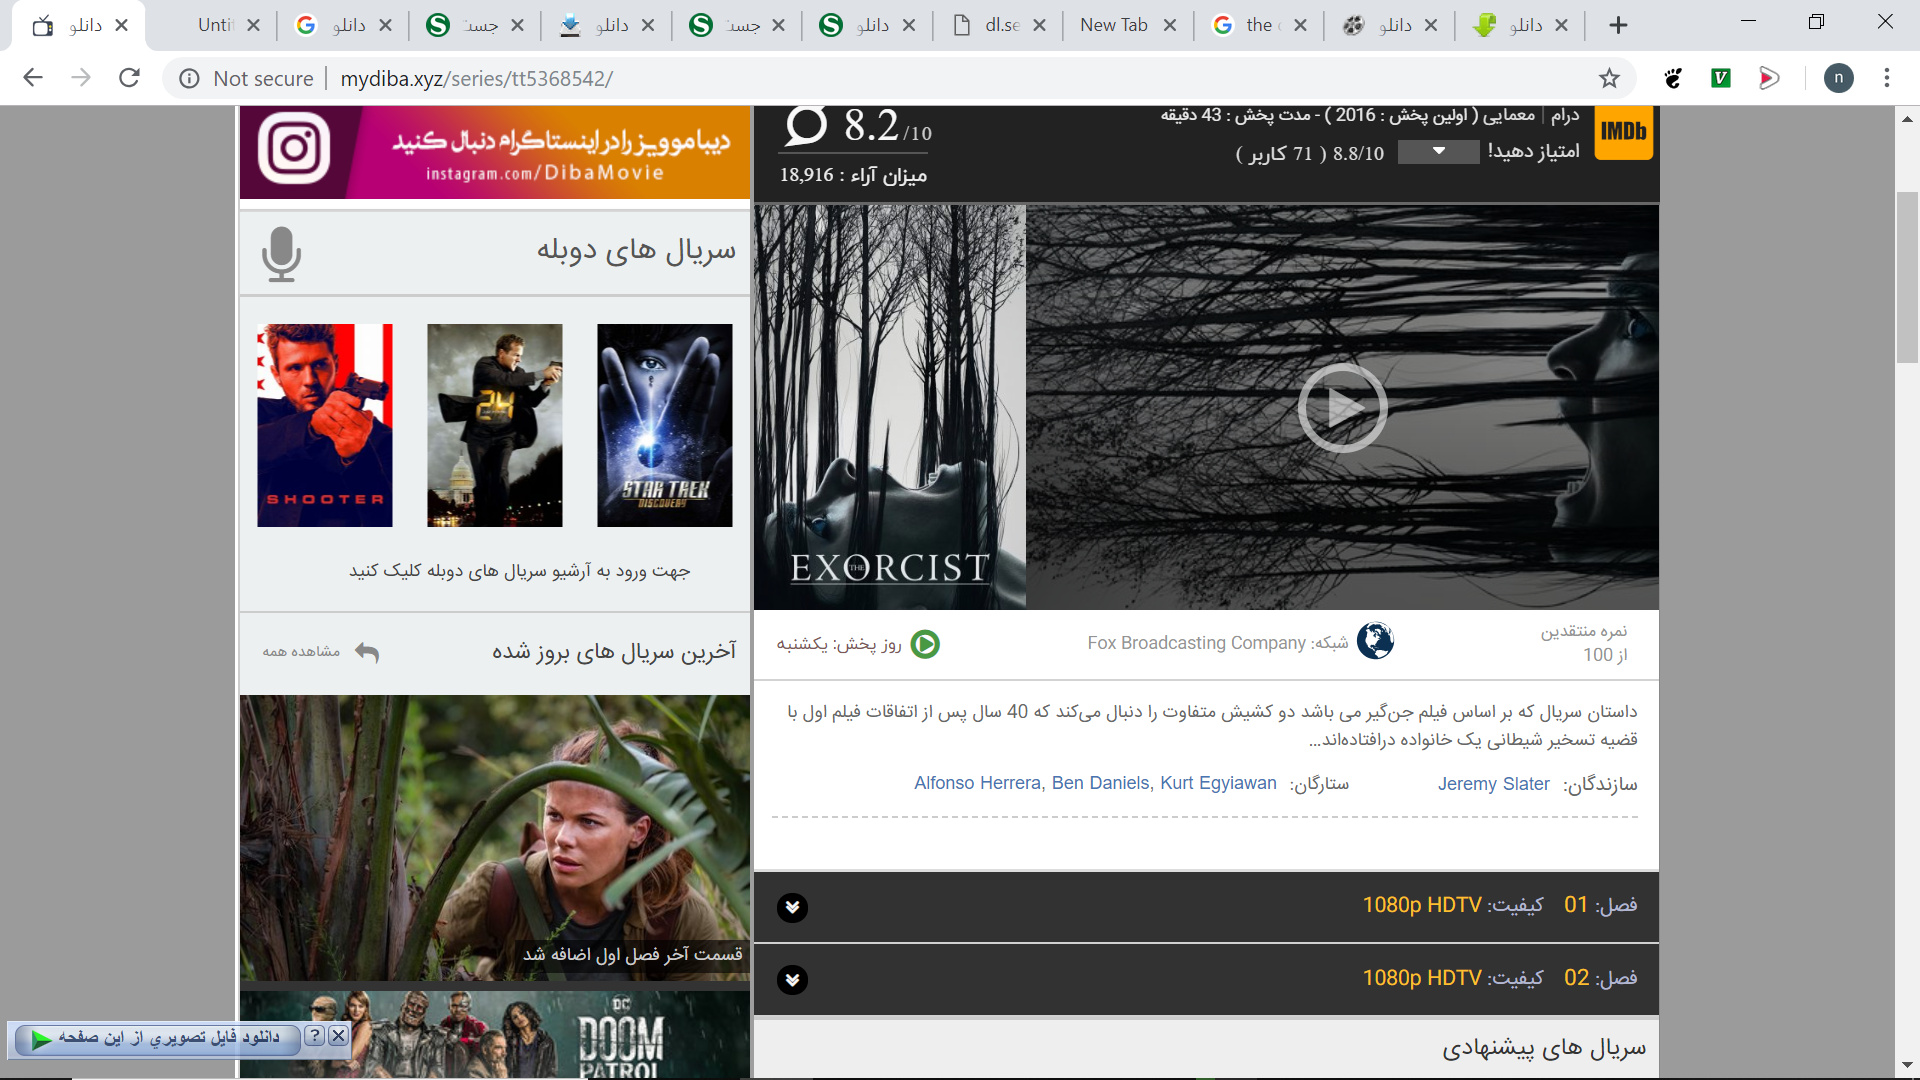 دانلو
Unti
دانلو
جست
دانلو
جست
دانلو
dl.se
New Tab
the
دانلو
دانلو
Not secure
mydiba.xyz/series/tt5368542/
n
درام | معمایی ( اولین پخش : 2016 ) - مدت پخش : 43 دقیقه
IMDb
امتیاز دهید!
8.8/10 ( 71 کاربر )
8.2/10
میزان آراء : 18,916
EXORCIST
THE
نمره منتقدین
از 100
شبکه: Fox Broadcasting Company
روز پخش: یکشنبه
داستان سریال که بر اساس فیلم جن‌گیر می باشد دو کشیش متفاوت را دنبال می‌کند که 40 سال پس از اتفاقات فیلم اول با
قضیه تسخیر شیطانی یک خانواده درافتاده‌اند...
سازندگان: Jeremy Slater
ستارگان: Alfonso Herrera, Ben Daniels, Kurt Egyiawan
فصل: 01 کیفیت: 1080p HDTV
فصل: 02 کیفیت: 1080p HDTV
سریال های پیشنهادی
دیباموویز را در اینستاگرام دنبال کنید
instagram.com/DibaMovie
سریال های دوبله
SHOOTER
24
STAR TREK
DISCOVERY
جهت ورود به آرشیو سریال های دوبله کلیک کنید
آخرین سریال های بروز شده
مشاهده همه
قسمت آخر فصل اول اضافه شد
DC
DOOM
PATROL
دانلود فایل تصویري از این صفحه
?